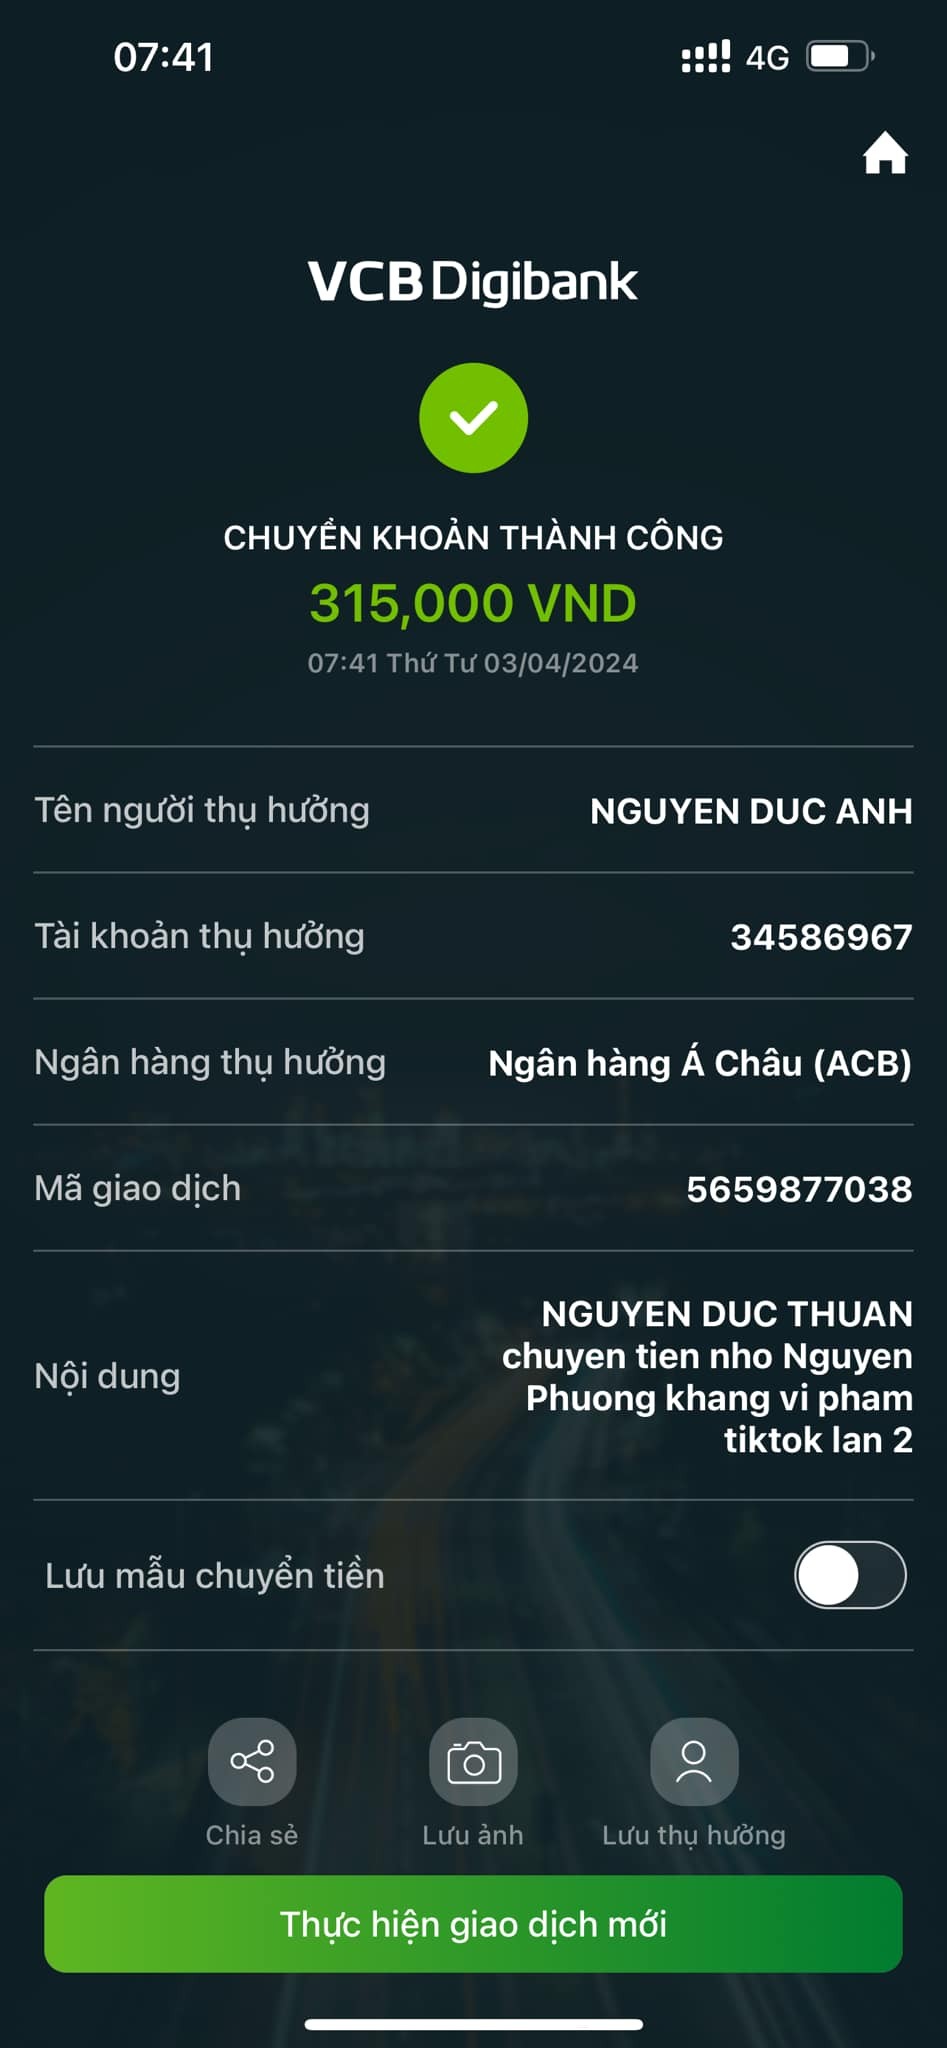 07:41 4G
VCB Digibank
CHUYỂN KHOẢN THÀNH CÔNG
315,000 VND
07:41 Thứ Tư 03/04/2024
Tên người thụ hưởng NGUYEN DUC ANH
Tài khoản thụ hưởng 34586967
Ngân hàng thụ hưởng Ngân hàng Á Châu (ACB)
Mã giao dịch 5659877038
NGUYEN DUC THUAN
chuyen tien nho Nguyen
Nội dung
Phuong khang vi pham
tiktok lan 2
Lưu mẫu chuyển tiền
Chia sẻ Lưu ảnh Lưu thụ hưởng
Thực hiện giao dịch mới